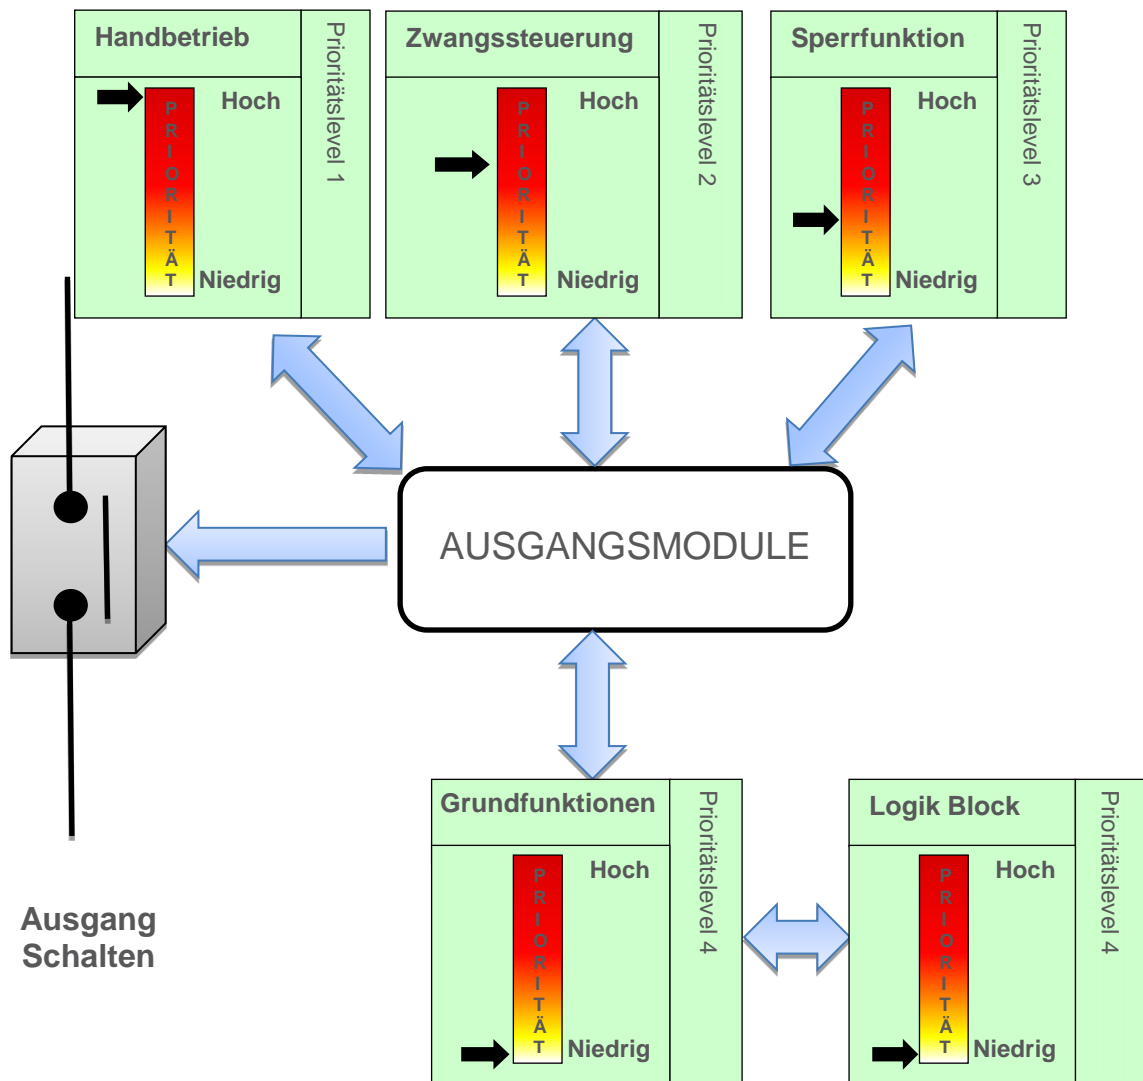 Handbetrieb
Prioritätslevel 1
Hoch
PRIORITÄT
Niedrig
Zwangssteuerung
Prioritätslevel 2
Hoch
PRIORITÄT
Niedrig
Sperrfunktion
Prioritätslevel 3
Hoch
PRIORITÄT
Niedrig
AUSGANGSMODULE
Ausgang
Schalten
Grundfunktionen
Prioritätslevel 4
Hoch
PRIORITÄT
Niedrig
Logik Block
Prioritätslevel 4
Hoch
PRIORITÄT
Niedrig